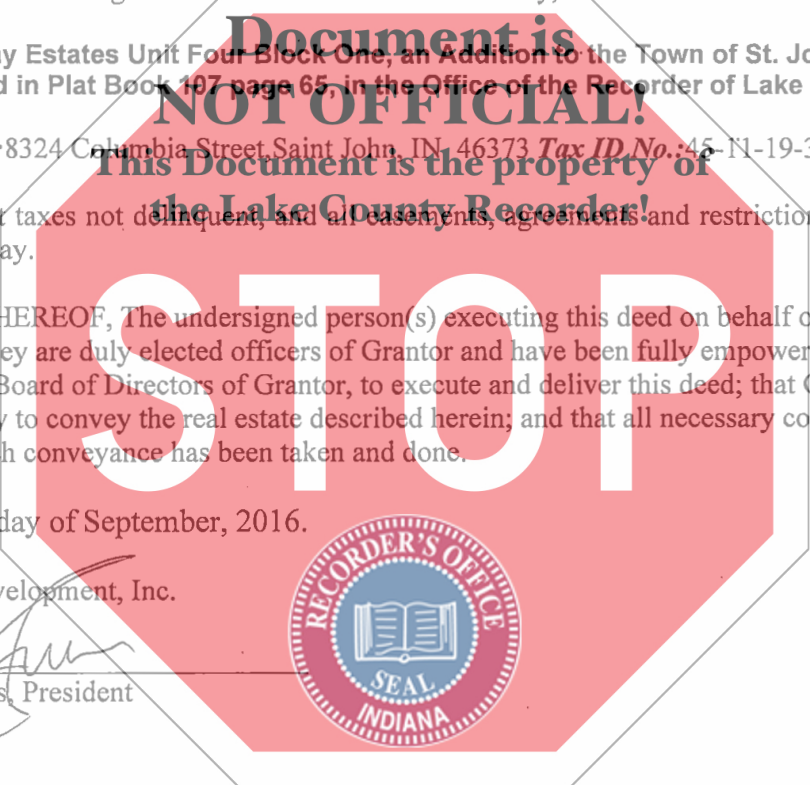 Document is
y Estates Unit Four Block One, an Addition to the Town of St. Jo
d in Plat Book 107 page 65, in the Office of the Recorder of Lake
NOT OFFICIAL!
8324 Columbia Street, Saint John, IN 46373 Tax ID No.: 45-11-19-3
This Document is the property of
the Lake County Recorder!
t taxes not delinquent, and all easements, agreements and restriction
ay.
STOP
HEREOF, The undersigned person(s) executing this deed on behalf o
ey are duly elected officers of Grantor and have been fully empower
Board of Directors of Grantor, to execute and deliver this deed; that G
y to convey the real estate described herein; and that all necessary co
h conveyance has been taken and done.
day of September, 2016.
velopment, Inc.
s, President
RECORDER'S OFFICE
SEAL
INDIANA